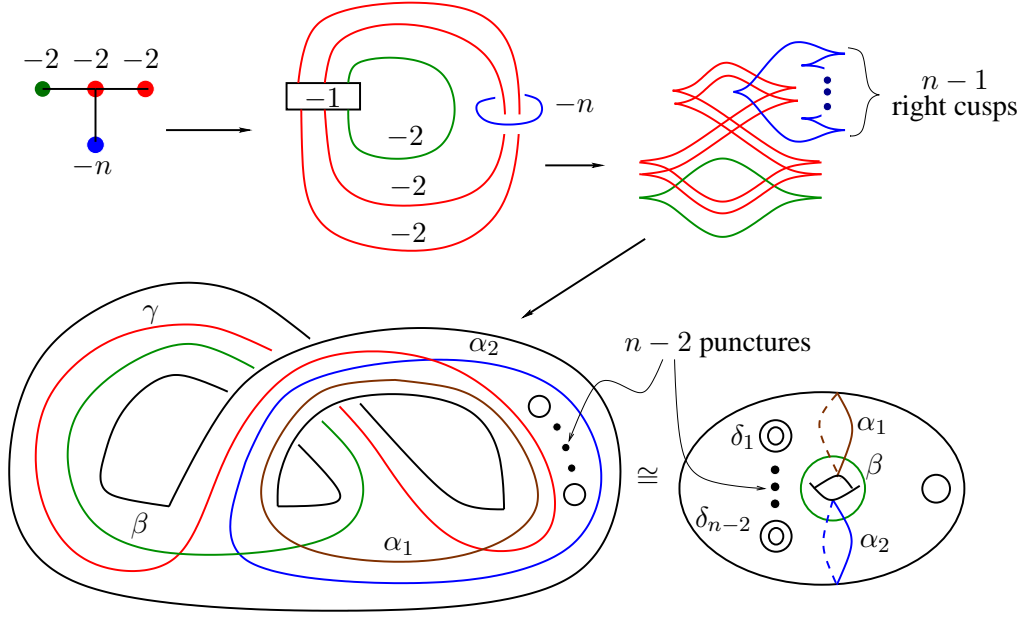 −2 −2 −2
−n
−1
−2
−n
−2
−2
n − 1
right cusps
γ
β
α₂
α₁
n − 2 punctures
≅
δ₁
δₙ₋₂
α₁
β
α₂